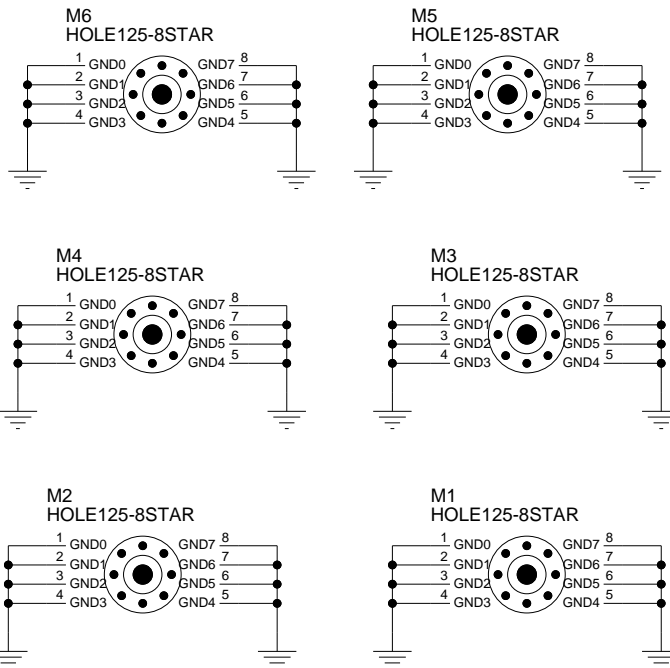 M6
HOLE125-8STAR
1 GND0 GND7 8
2 GND1 GND6 7
3 GND2 GND5 6
4 GND3 GND4 5
M5
HOLE125-8STAR
1 GND0 GND7 8
2 GND1 GND6 7
3 GND2 GND5 6
4 GND3 GND4 5
M4
HOLE125-8STAR
1 GND0 GND7 8
2 GND1 GND6 7
3 GND2 GND5 6
4 GND3 GND4 5
M3
HOLE125-8STAR
1 GND0 GND7 8
2 GND1 GND6 7
3 GND2 GND5 6
4 GND3 GND4 5
M2
HOLE125-8STAR
1 GND0 GND7 8
2 GND1 GND6 7
3 GND2 GND5 6
4 GND3 GND4 5
M1
HOLE125-8STAR
1 GND0 GND7 8
2 GND1 GND6 7
3 GND2 GND5 6
4 GND3 GND4 5